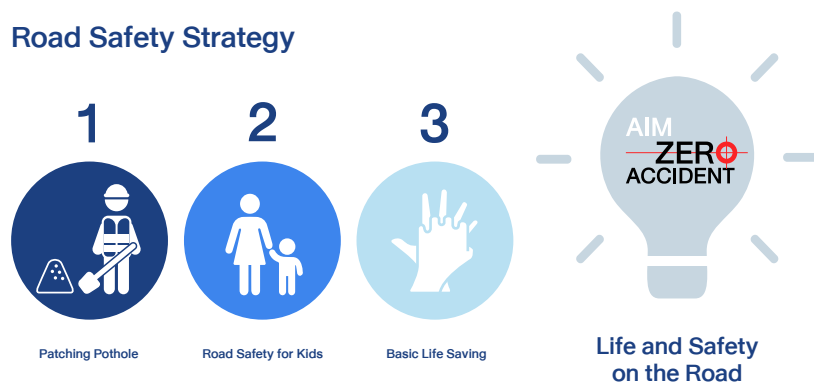 Road Safety Strategy
1
2
3
Patching Pothole
Road Safety for Kids
Basic Life Saving
AIM
ZERO
ACCIDENT
Life and Safety
on the Road